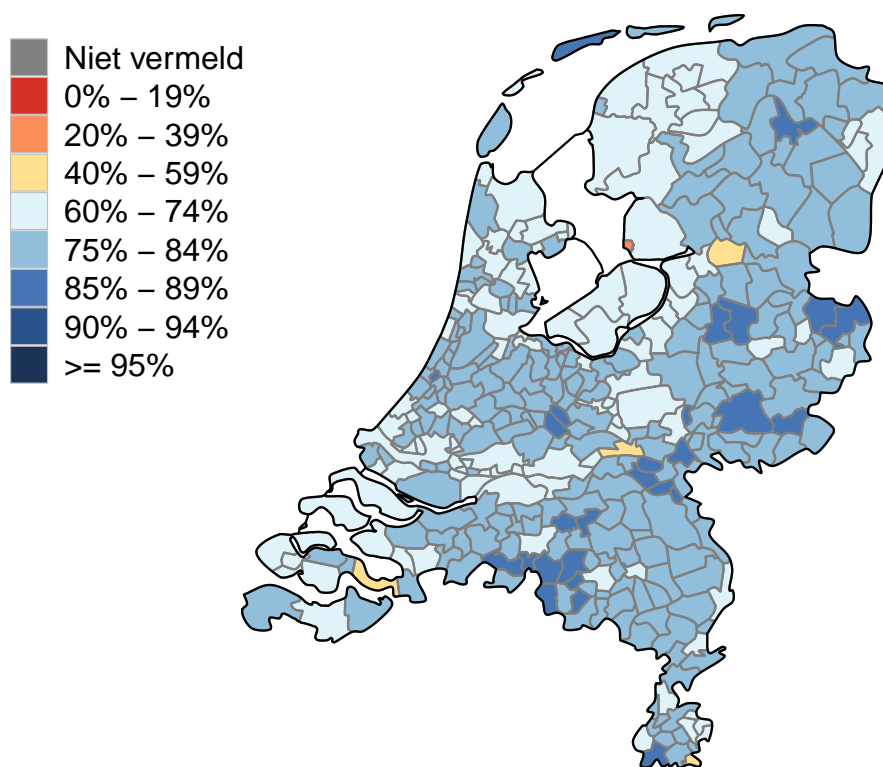 Niet vermeld
0% – 19%
20% – 39%
40% – 59%
60% – 74%
75% – 84%
85% – 89%
90% – 94%
>= 95%